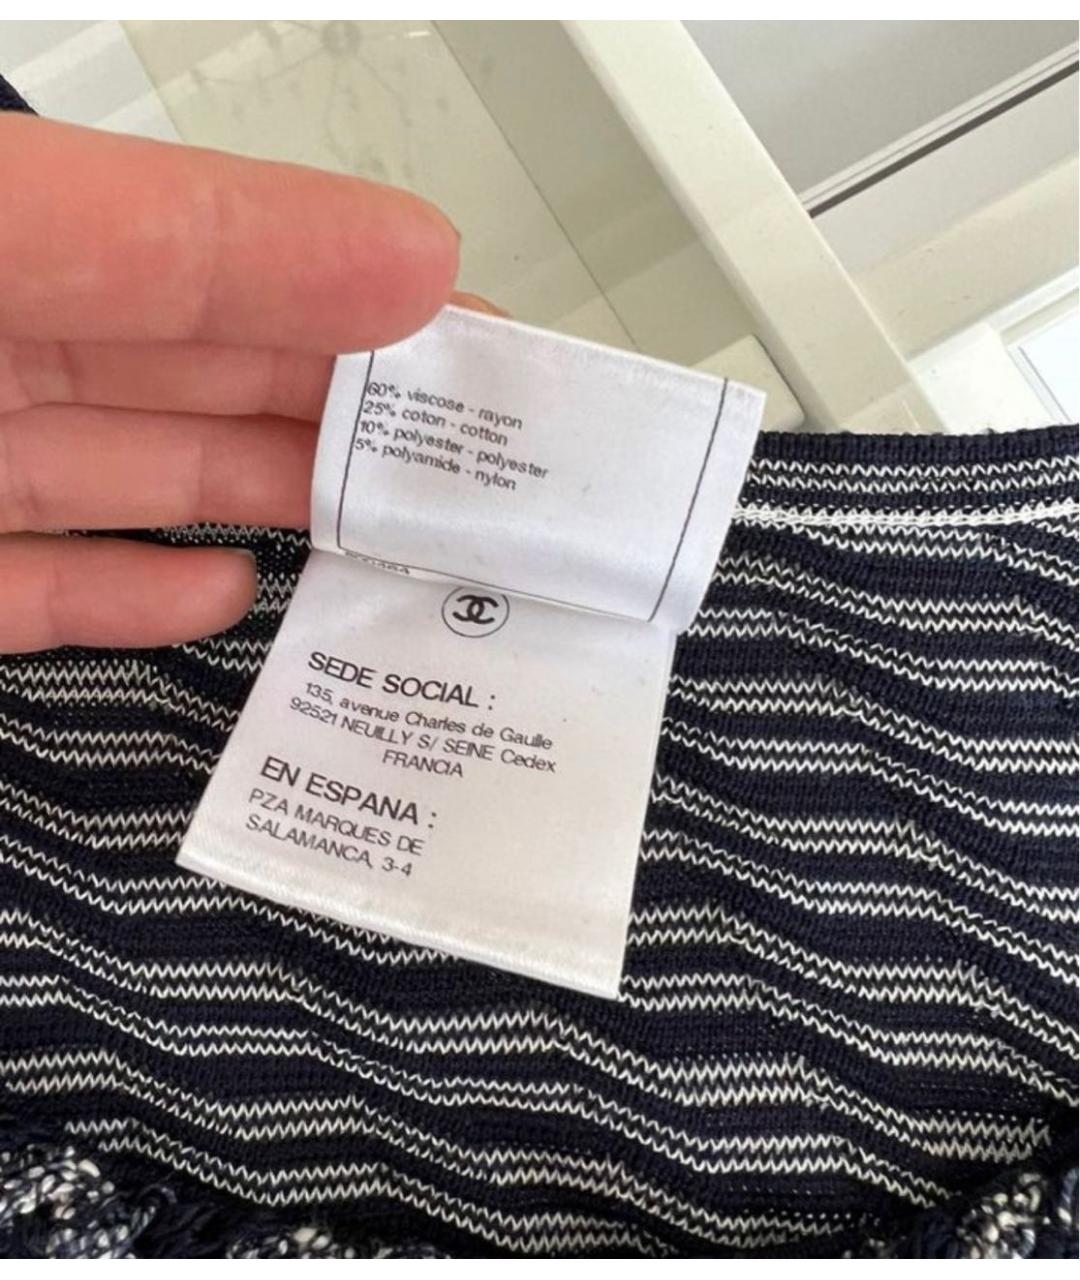 60% viscose - rayon
25% coton - cotton
10% polyester - polyester
5% polyamide - nylon
SEDE SOCIAL :
135, avenue Charles de Gaulle
92521 NEUILLY S/ SEINE Cedex
FRANCIA
EN ESPANA :
PZA MARQUES DE
SALAMANCA, 3-4